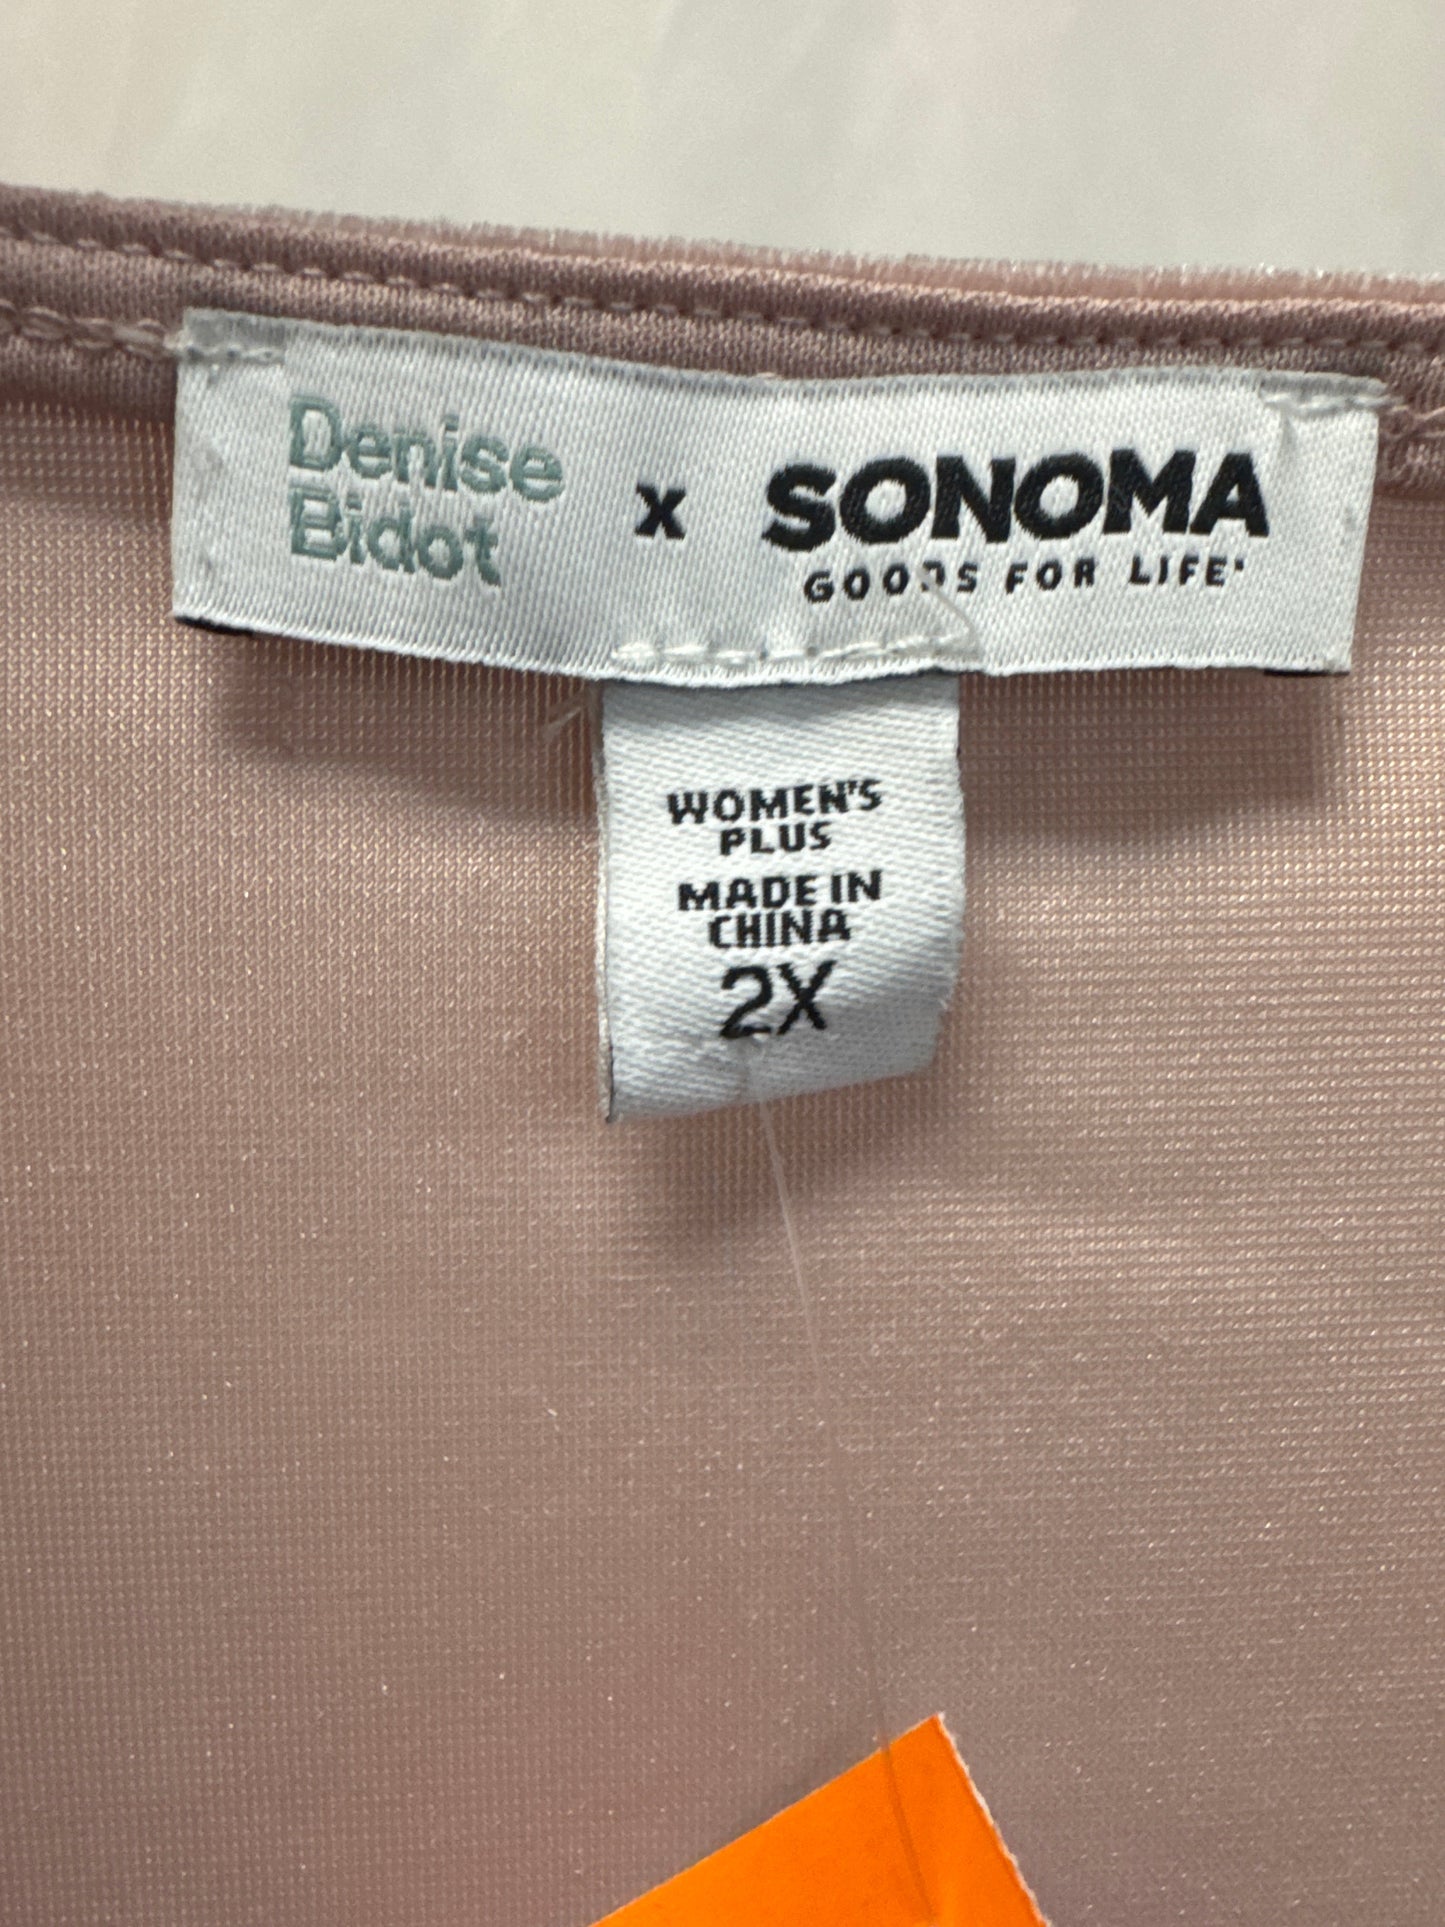 Denise
Bidot
x
SONOMA
GOODS FOR LIFE
WOMEN'S
PLUS
MADE IN
CHINA
2X